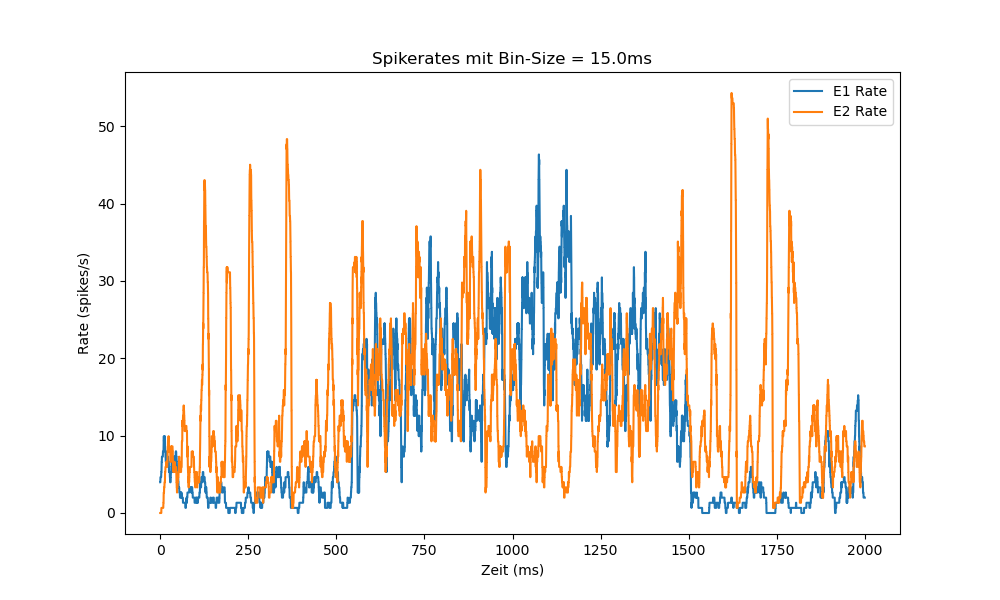 Spikerates mit Bin-Size = 15.0ms
E1 Rate
E2 Rate
Rate (spikes/s)
50
40
30
20
10
0
0 250 500 750 1000 1250 1500 1750 2000
Zeit (ms)